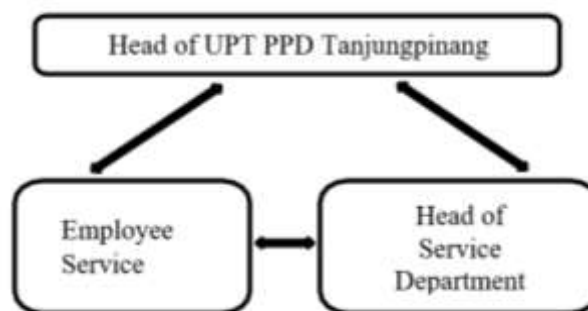 Head of UPT PPD Tanjungpinang
Employee
Service
Head of
Service
Department